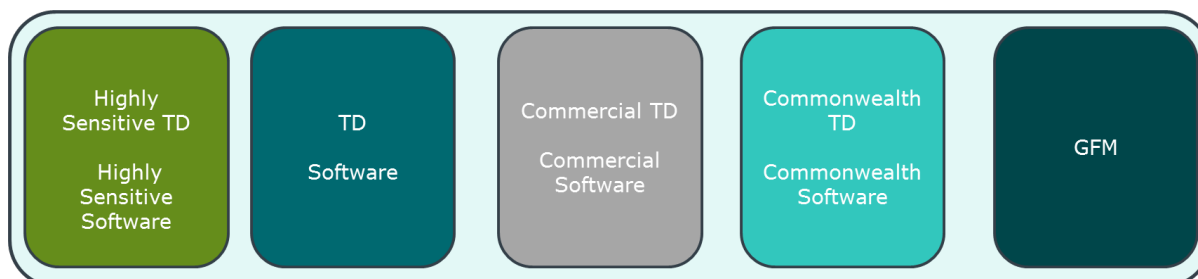 Highly
Sensitive TD
Highly
Sensitive
Software
TD
Software
Commercial TD
Commercial
Software
Commonwealth
TD
Commonwealth
Software
GFM